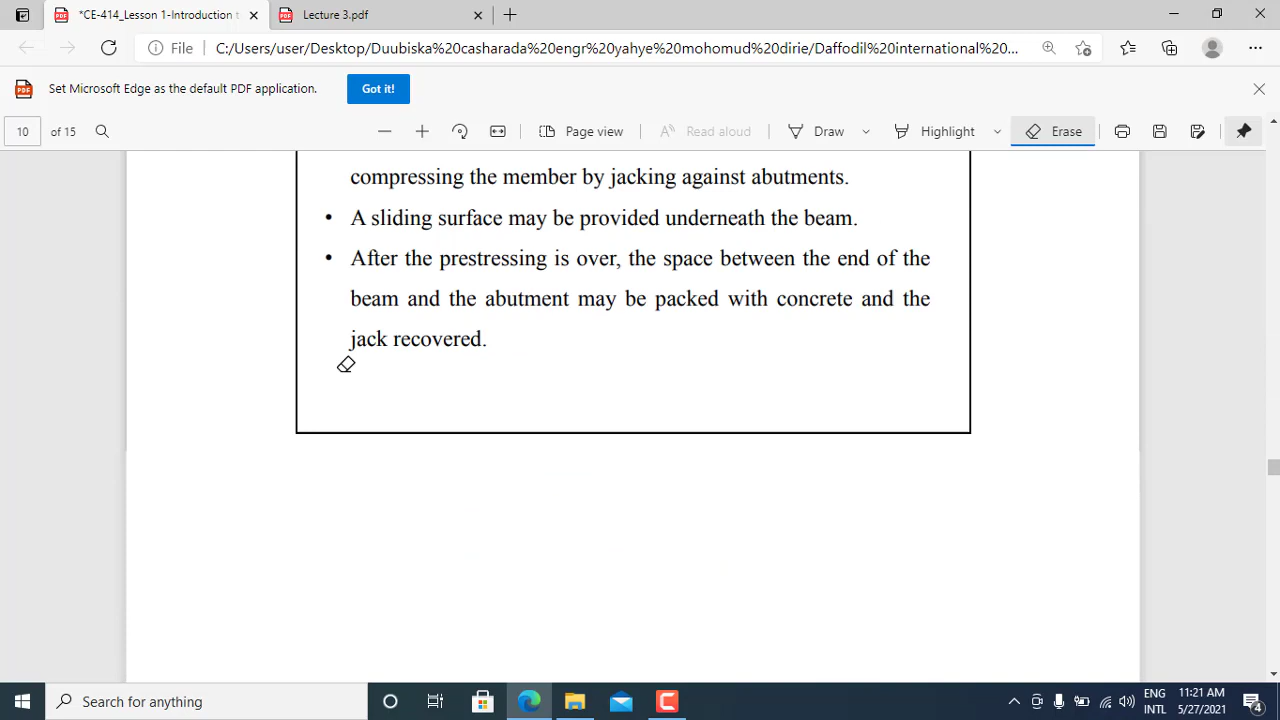 *CE-414_Lesson 1-Introduction t
Lecture 3.pdf
File
C:/Users/user/Desktop/Duubiska%20casharada%20engr%20yahye%20mohomud%20dirie/Daffodil%20international%20...
Set Microsoft Edge as the default PDF application.
Got it!
10 of 15
Page view
Read aloud
Draw
Highlight
Erase
compressing the member by jacking against abutments.
• A sliding surface may be provided underneath the beam.
• After the prestressing is over, the space between the end of the
beam and the abutment may be packed with concrete and the
jack recovered.
Search for anything
ENG
INTL
11:21 AM
5/27/2021
4